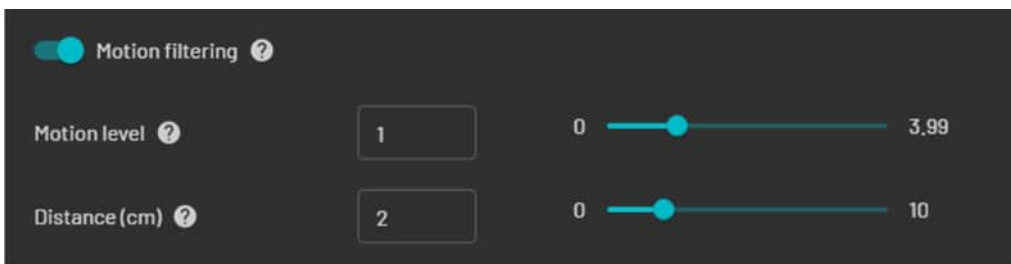 Motion filtering ?
Motion level ? 1 0 3.99
Distance (cm) ? 2 0 10